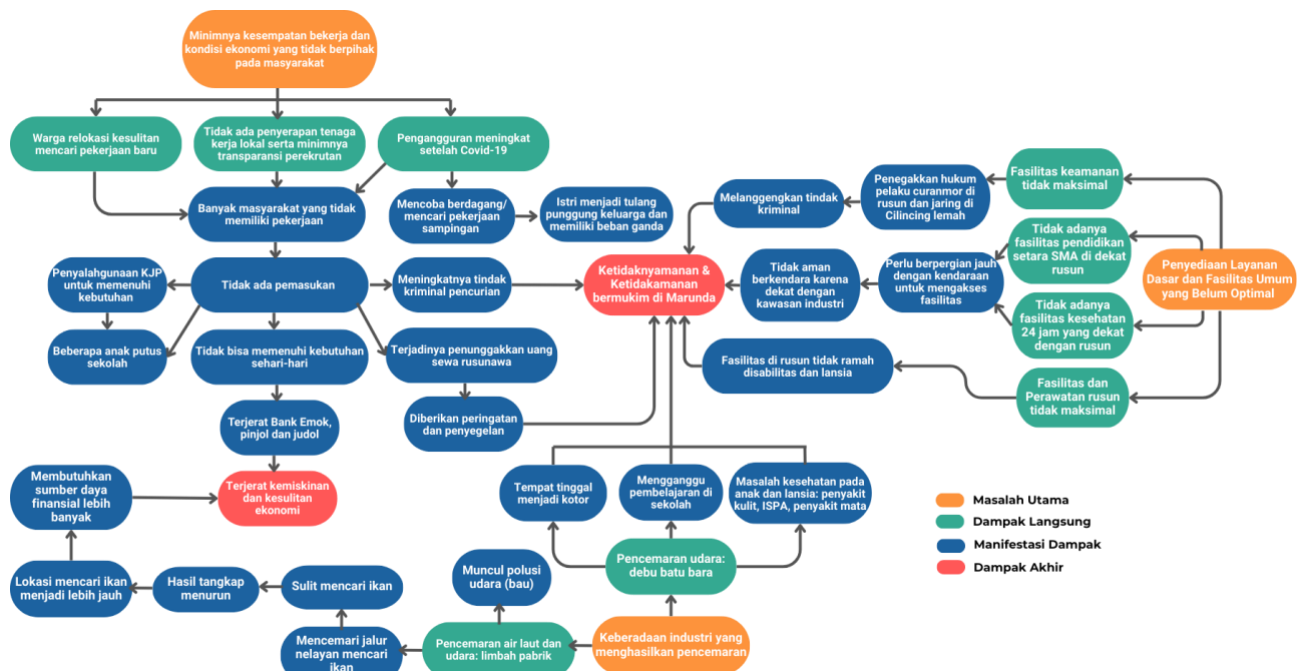 Minimnya kesempatan bekerja dan
kondisi ekonomi yang tidak berpihak
pada masyarakat
Warga relokasi kesulitan
mencari pekerjaan baru
Tidak ada penyerapan tenaga
kerja lokal serta minimnya
transparansi perekrutan
Pengangguran meningkat
setelah Covid-19
Banyak masyarakat yang tidak
memiliki pekerjaan
Mencoba berdagang/
mencari pekerjaan
sampingan
Istri menjadi tulang
punggung keluarga dan
memiliki beban ganda
Melanggengkan tindak
kriminal
Penegakkan hukum
pelaku curanmor di
rusun dan jaring di
Cilincing lemah
Fasilitas keamanan
tidak maksimal
Penyalahgunaan KJP
untuk memenuhi
kebutuhan
Tidak ada pemasukan
Meningkatnya tindak
kriminal pencurian
Ketidaknyamanan &
Ketidakamanan
bermukim di Marunda
Tidak aman
berkendara karena
dekat dengan
kawasan industri
Perlu berpergian jauh
dengan kendaraan
untuk mengakses
fasilitas
Tidak adanya
fasilitas pendidikan
setara SMA di dekat
rusun
Penyediaan Layanan
Dasar dan Fasilitas Umum
yang Belum Optimal
Tidak adanya
fasilitas kesehatan
24 jam yang dekat
dengan rusun
Beberapa anak putus
sekolah
Tidak bisa memenuhi kebutuhan
sehari-hari
Terjadinya penunggakkan uang
sewa rusunawa
Fasilitas di rusun tidak ramah
disabilitas dan lansia
Fasilitas dan
Perawatan rusun
tidak maksimal
Terjerat Bank Emok,
pinjol dan judol
Diberikan peringatan
dan penyegelan
Membutuhkan
sumber daya
finansial lebih
banyak
Terjerat kemiskinan
dan kesulitan
ekonomi
Tempat tinggal
menjadi kotor
Mengganggu
pembelajaran di
sekolah
Masalah kesehatan pada
anak dan lansia: penyakit
kulit, ISPA, penyakit mata
Masalah Utama
Dampak Langsung
Manifestasi Dampak
Dampak Akhir
Pencemaran udara:
debu batu bara
Lokasi mencari ikan
menjadi lebih jauh
Hasil tangkap
menurun
Sulit mencari ikan
Muncul polusi
udara (bau)
Mencemari jalur
nelayan mencari
ikan
Pencemaran air laut dan
udara: limbah pabrik
Keberadaan industri yang
menghasilkan pencemaran